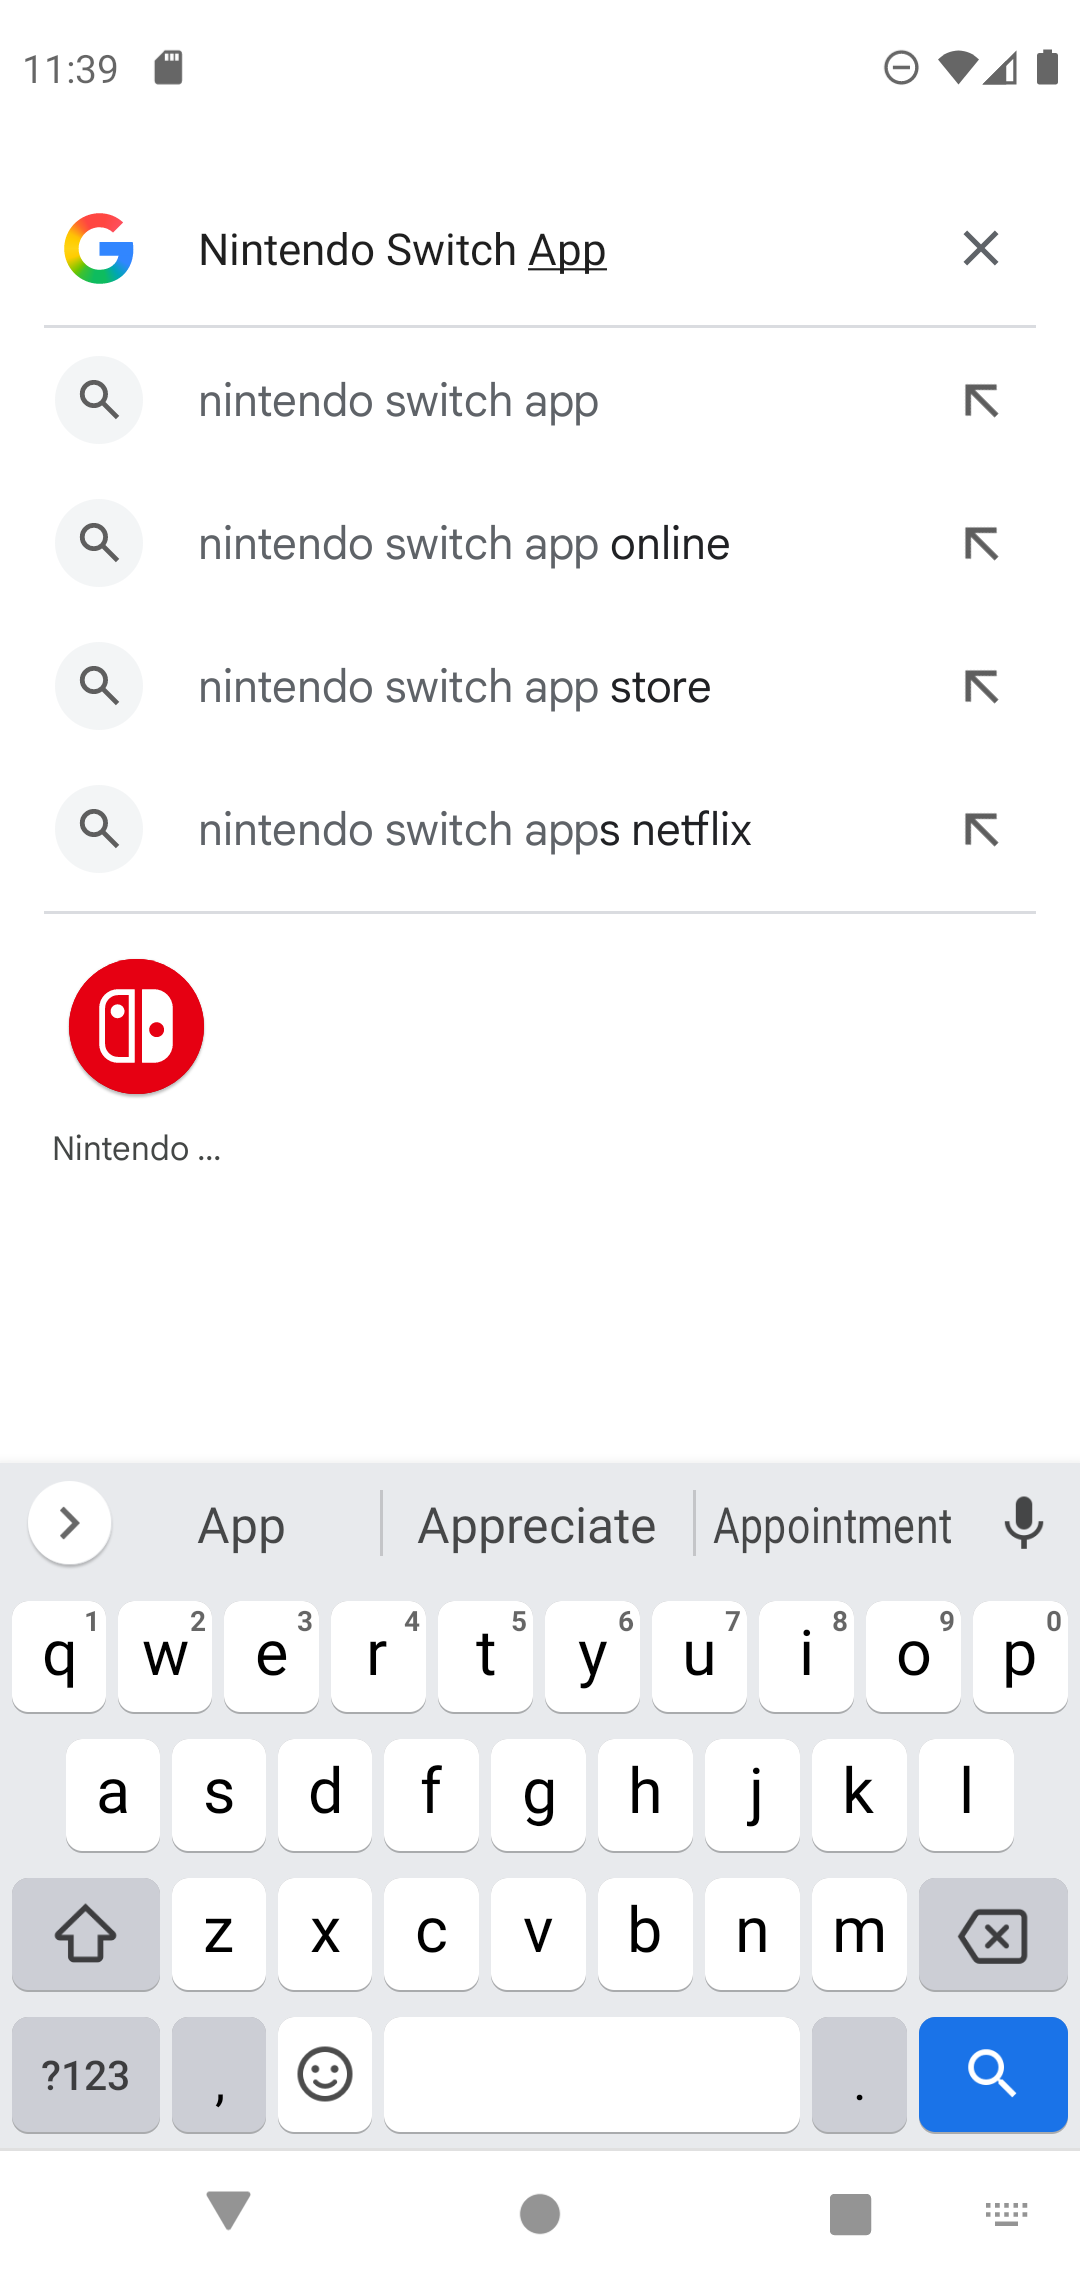 11:39
Nintendo Switch App
nintendo switch app
nintendo switch app online
nintendo switch app store
nintendo switch apps netflix
Nintendo ...
App Appreciate Appointment
q 1 w 2 e 3 r 4 t 5 y 6 u 7 i 8 o 9 p 0
a s d f g h j k l
z x c v b n m
?123 , .